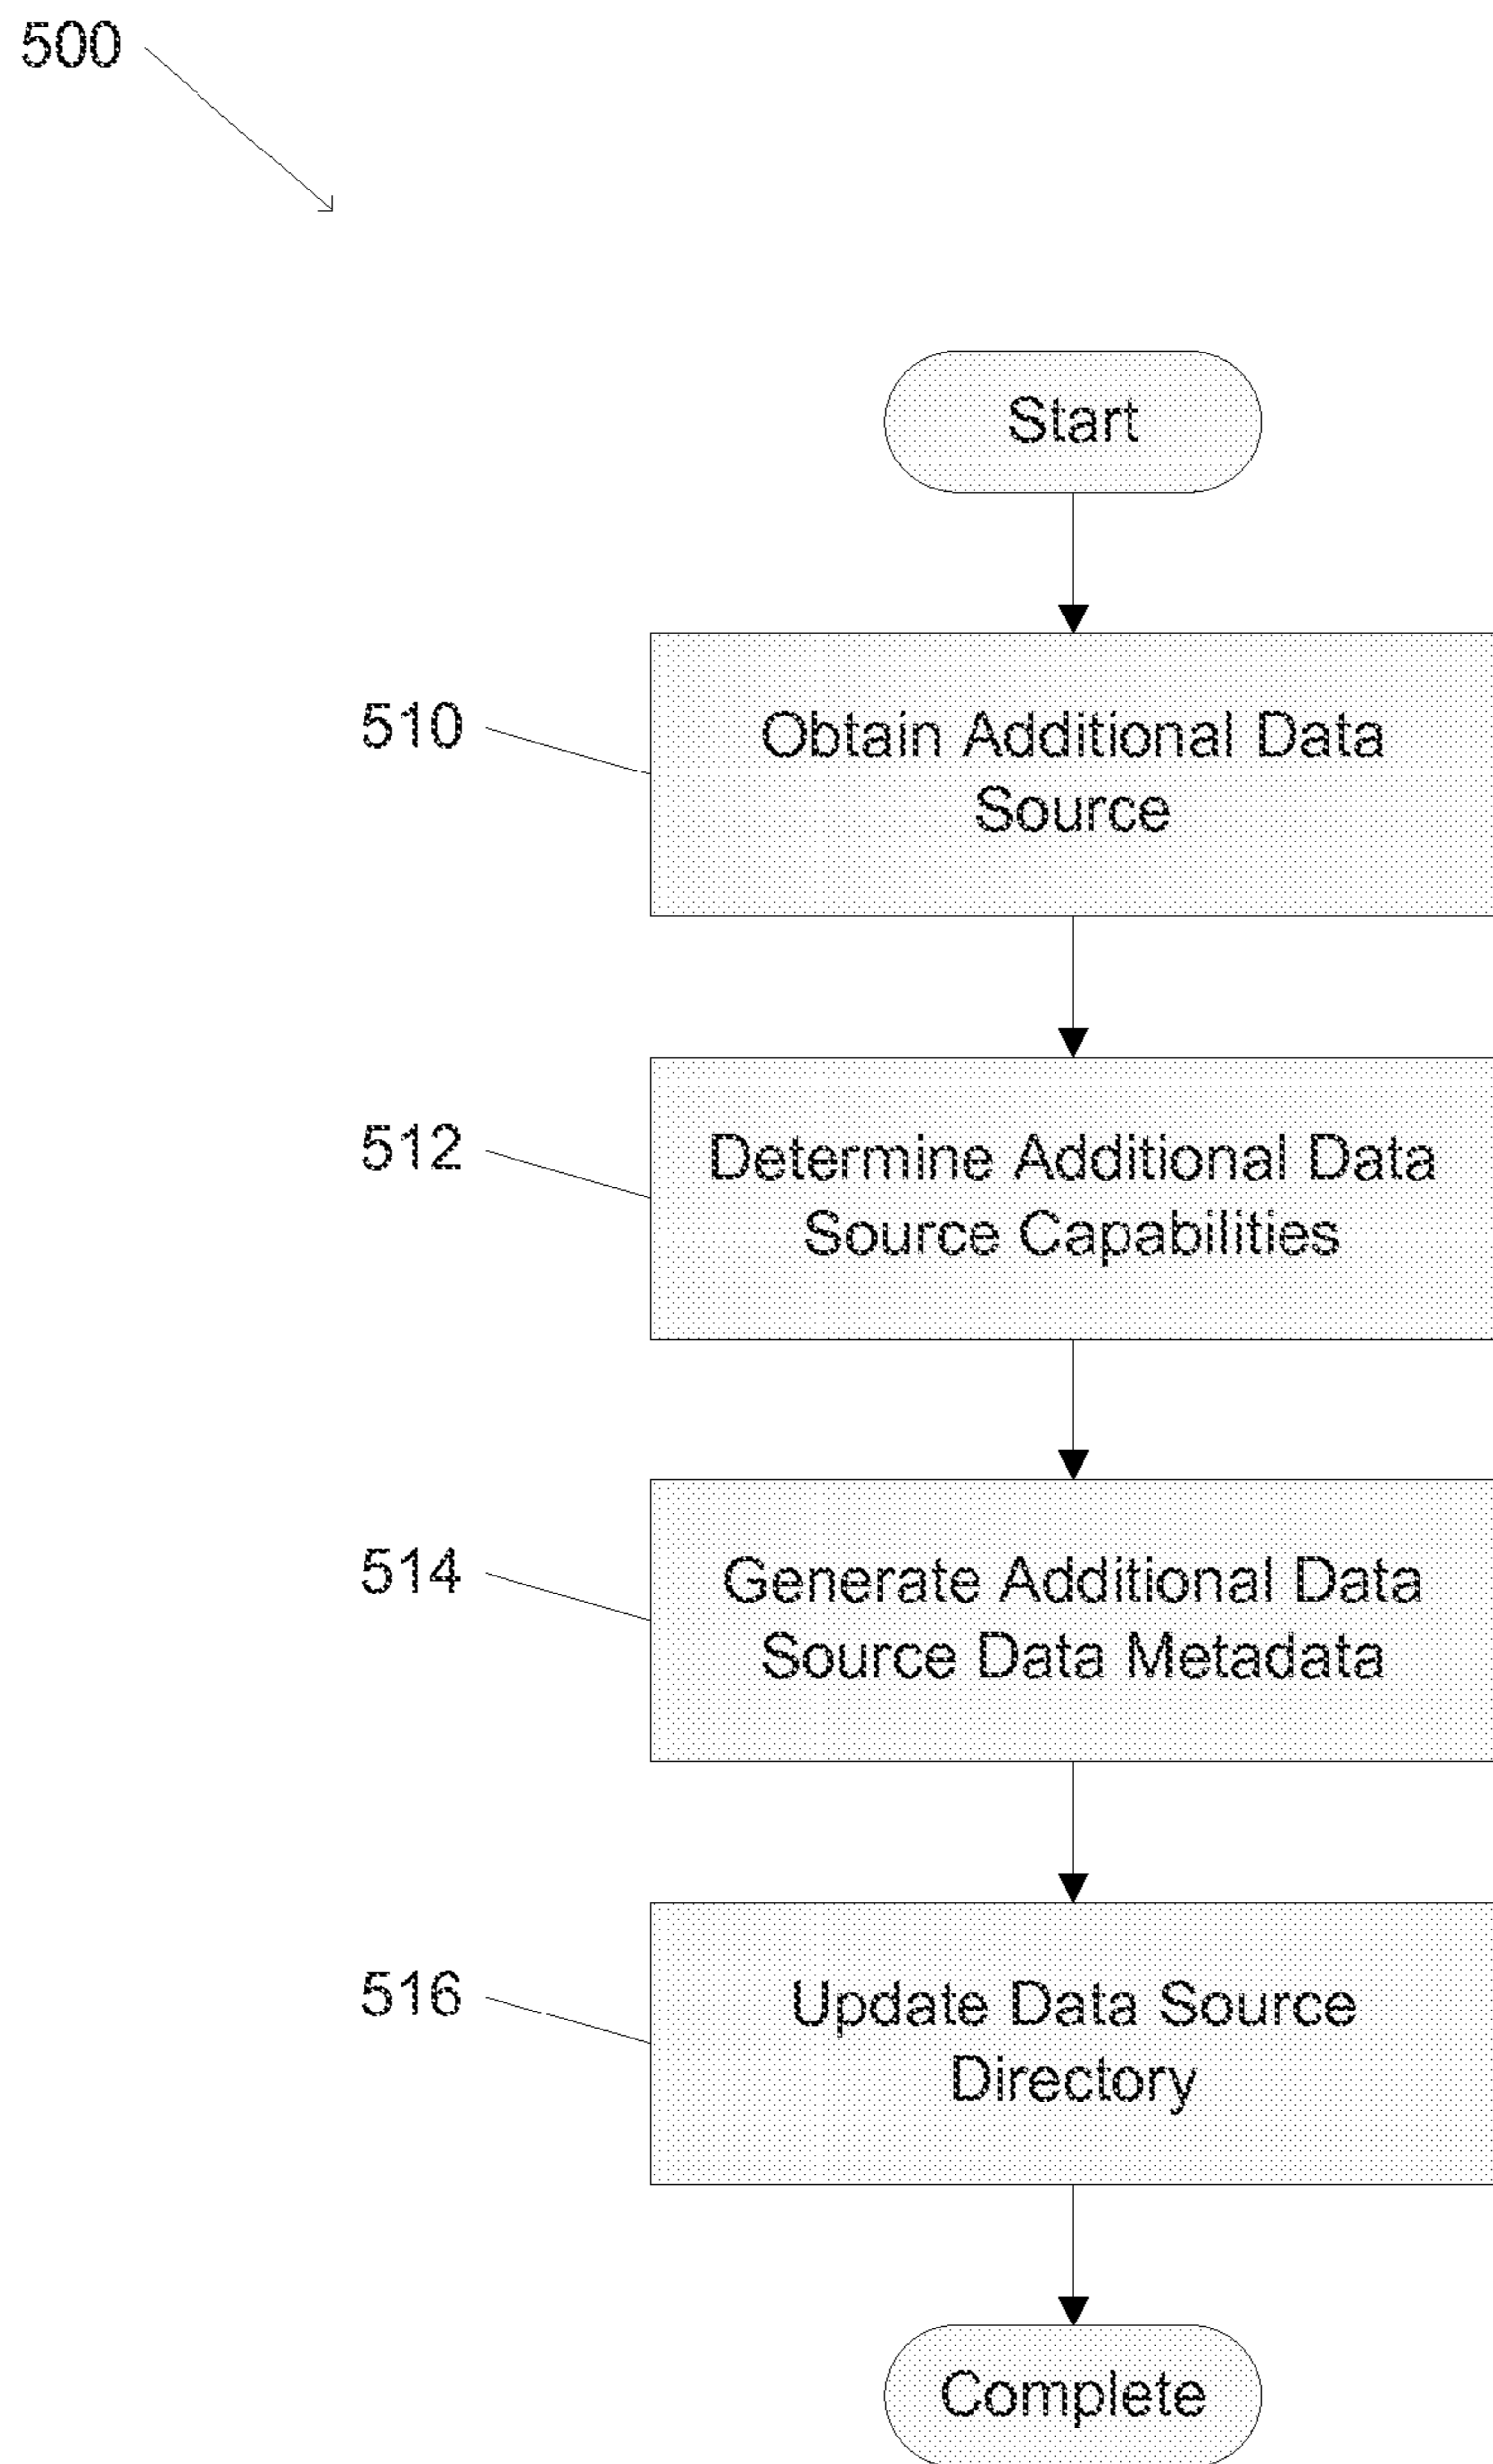 500
Start
510
Obtain Additional Data
Source
512
Determine Additional Data
Source Capabilities
514
Generate Additional Data
Source Data Metadata
516
Update Data Source
Directory
Complete